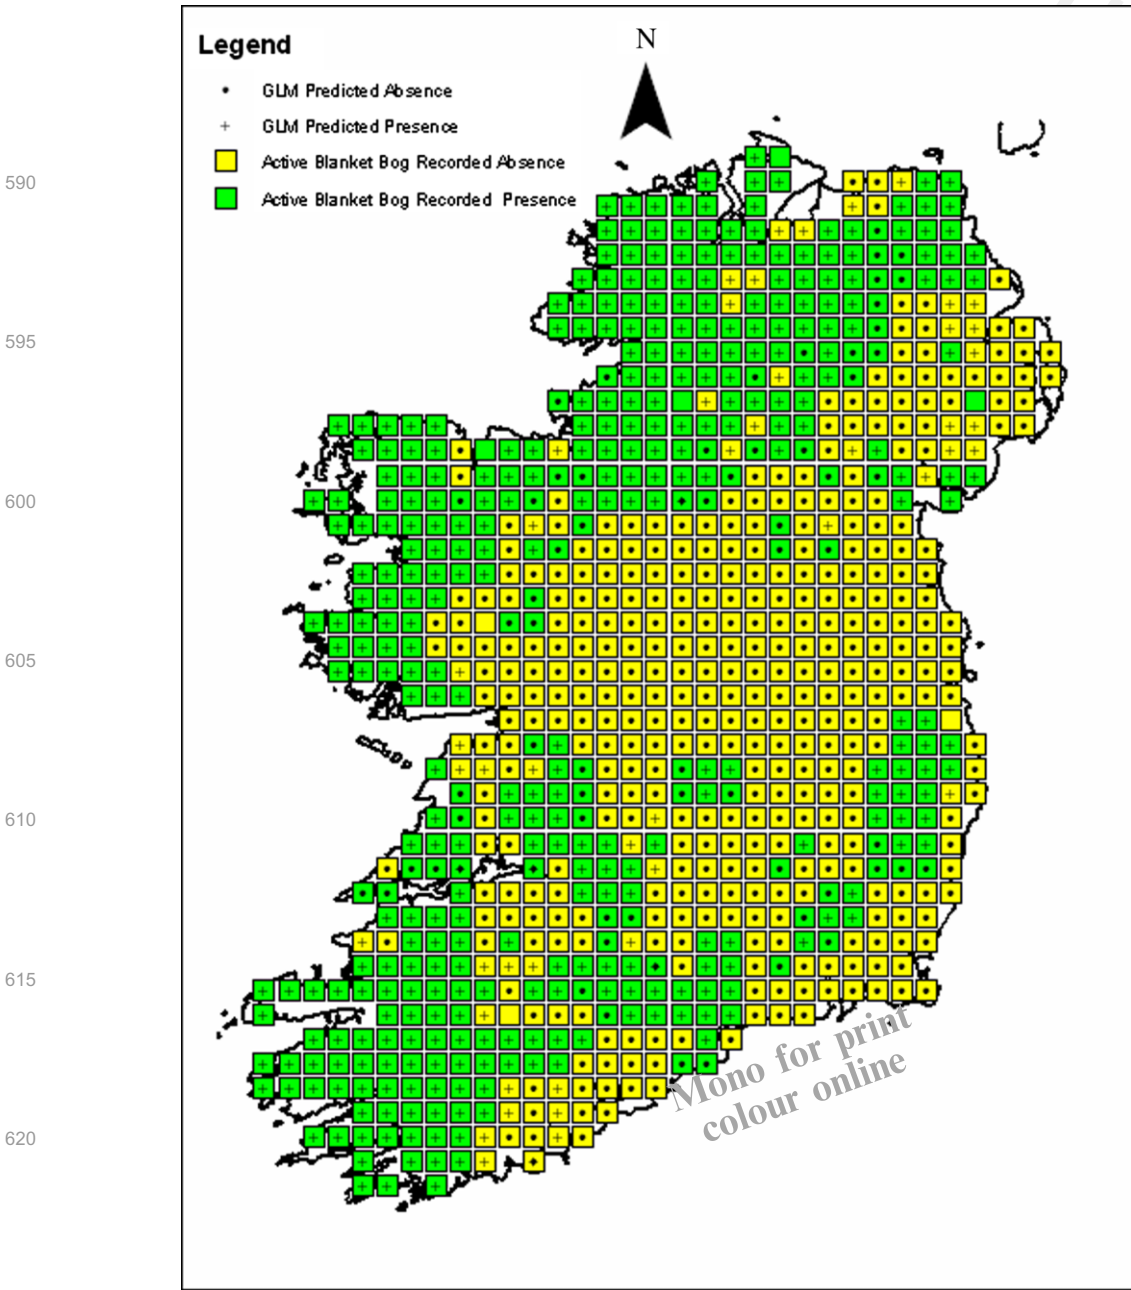 Legend
N
GLM Predicted Absence
GLM Predicted Presence
Active Blanket Bog Recorded Absence
Active Blanket Bog Recorded Presence
590
595
600
605
610
615
620
Mono for print
colour online